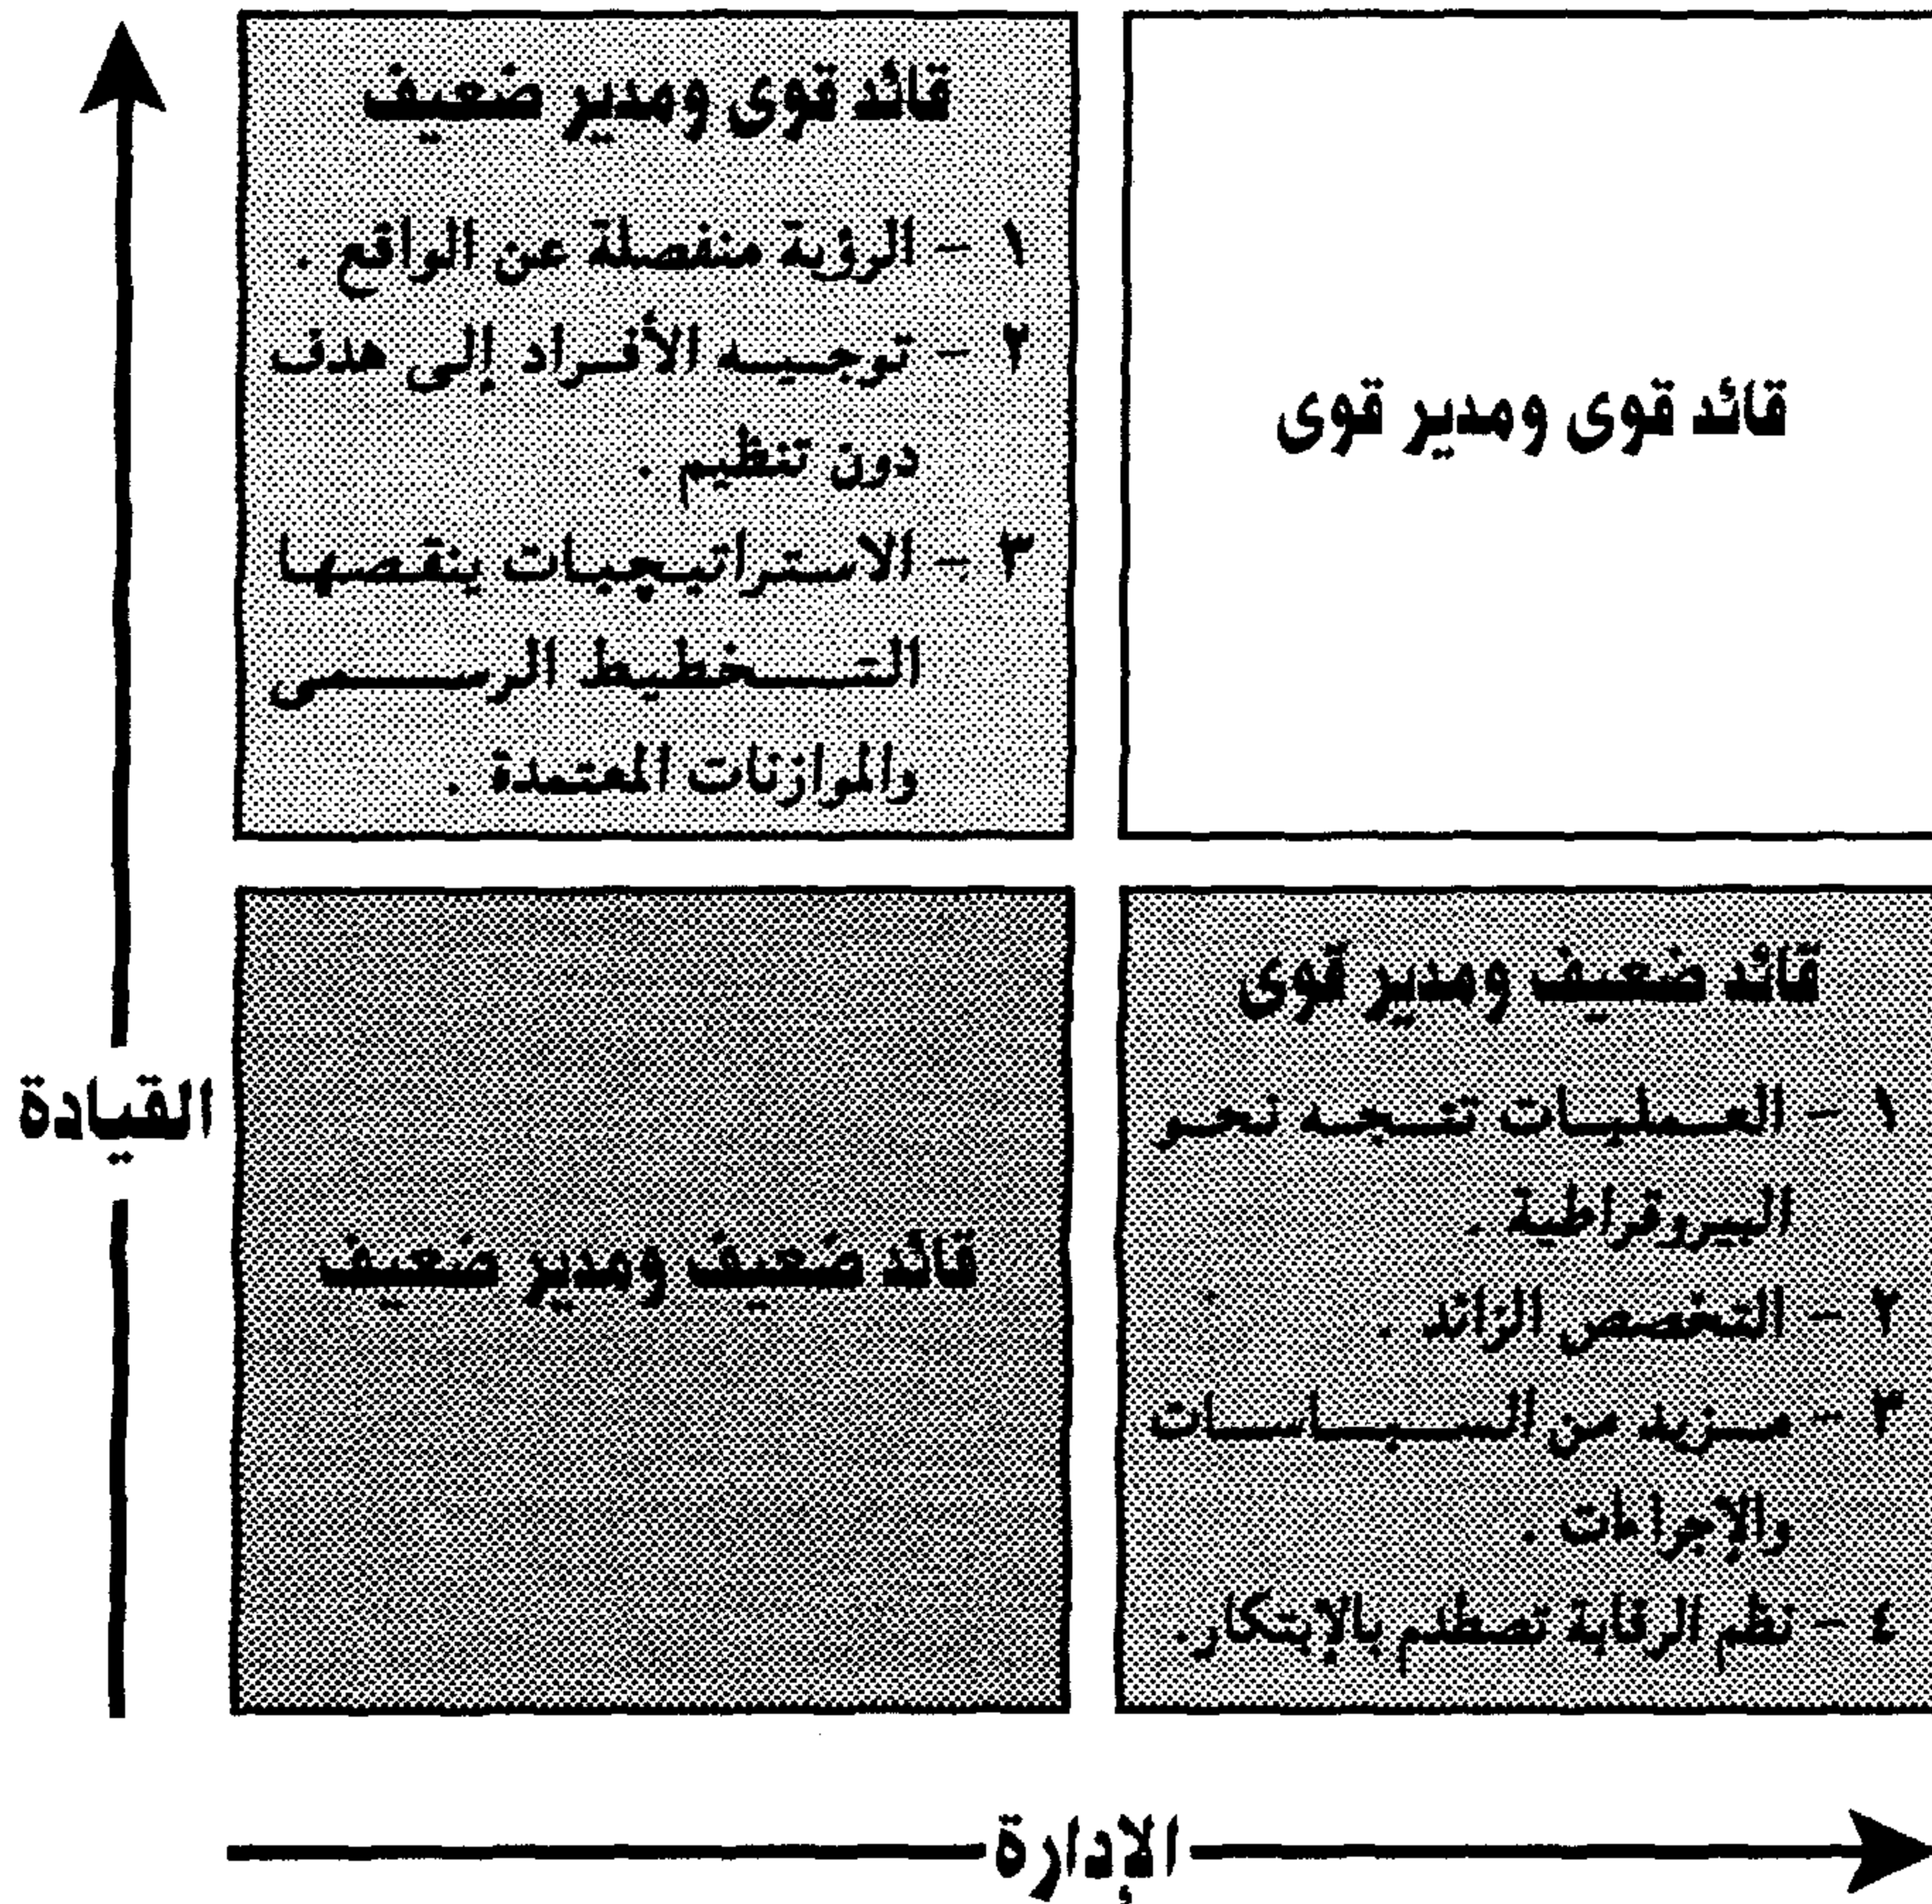 قائد قوى ومدير ضعيف
١ - الرؤية منفصلة عن الواقع .
٢ - توجيه الأفراد إلى هدف
دون تنظيم .
٣ - الاستراتيچيات ينقصها
التخطيط الرسمى
والموازنات المعتمدة .
قائد قوى ومدير قوى
القيادة
قائد ضعيف ومدير ضعيف
قائد ضعيف ومدير قوى
١ - العمليات تتجه نحو
البيروقراطية .
٢ - التخصص الزائد .
٣ - مزيد من السياسات
والإجراءات .
٤ - نظم الرقابة تصطدم بالإبتكار.
الإدارة